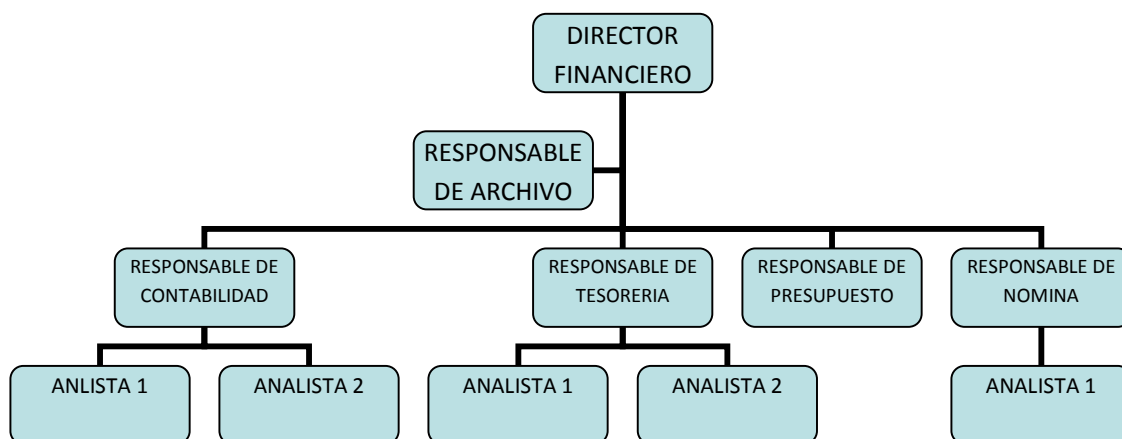 DIRECTOR
FINANCIERO
RESPONSABLE
DE ARCHIVO
RESPONSABLE DE
CONTABILIDAD
RESPONSABLE DE
TESORERIA
RESPONSABLE DE
PRESUPUESTO
RESPONSABLE DE
NOMINA
ANLISTA 1
ANALISTA 2
ANALISTA 1
ANALISTA 2
ANALISTA 1